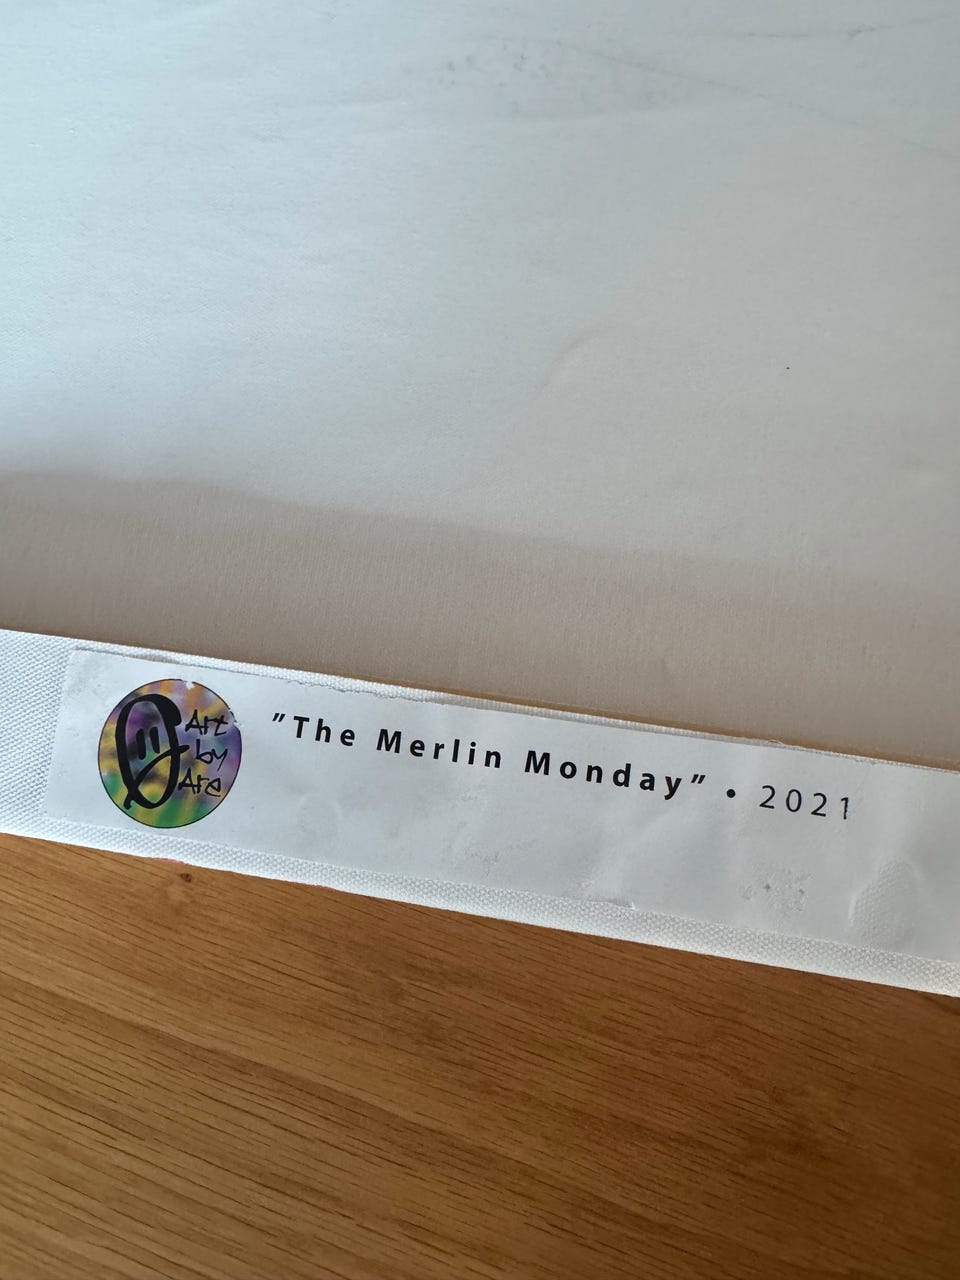 Art
by
Are
"The Merlin Monday" • 2021